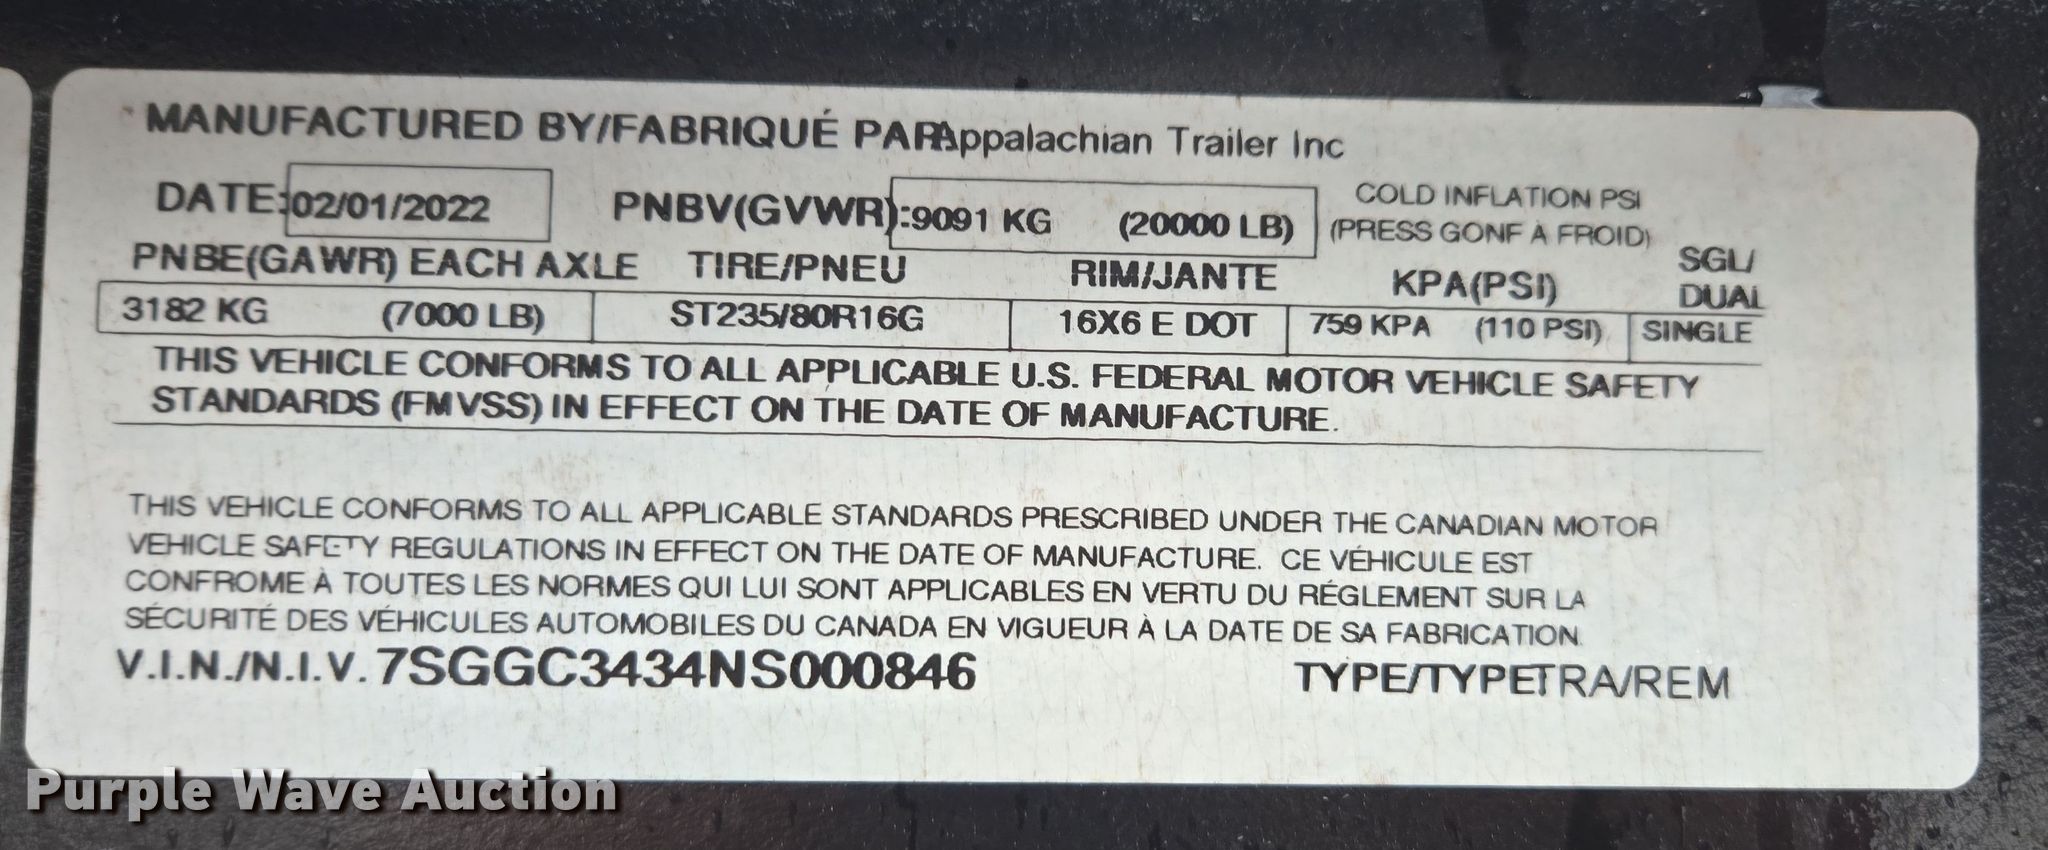 MANUFACTURED BY/FABRIQUÉ PAR Appalachian Trailer Inc
DATE: 02/01/2022 PNBV(GVWR): 9091 KG (20000 LB) COLD INFLATION PSI
(PRESS GONF À FROID)
PNBE(GAWR) EACH AXLE TIRE/PNEU RIM/JANTE KPA(PSI) SGL/
DUAL
3182 KG (7000 LB) ST235/80R16G 16X6 E DOT 759 KPA (110 PSI) SINGLE
THIS VEHICLE CONFORMS TO ALL APPLICABLE U.S. FEDERAL MOTOR VEHICLE SAFETY
STANDARDS (FMVSS) IN EFFECT ON THE DATE OF MANUFACTURE.
THIS VEHICLE CONFORMS TO ALL APPLICABLE STANDARDS PRESCRIBED UNDER THE CANADIAN MOTOR
VEHICLE SAFETY REGULATIONS IN EFFECT ON THE DATE OF MANUFACTURE. CE VÉHICULE EST
CONFROME À TOUTES LES NORMES QUI LUI SONT APPLICABLES EN VERTU DU RÉGLEMENT SUR LA
SÉCURITÉ DES VÉHICULES AUTOMOBILES DU CANADA EN VIGUEUR À LA DATE DE SA FABRICATION.
V.I.N./N.I.V. 7SGGC3434NS000846 TYPE/TYPE TRA/REM
Purple Wave Auction